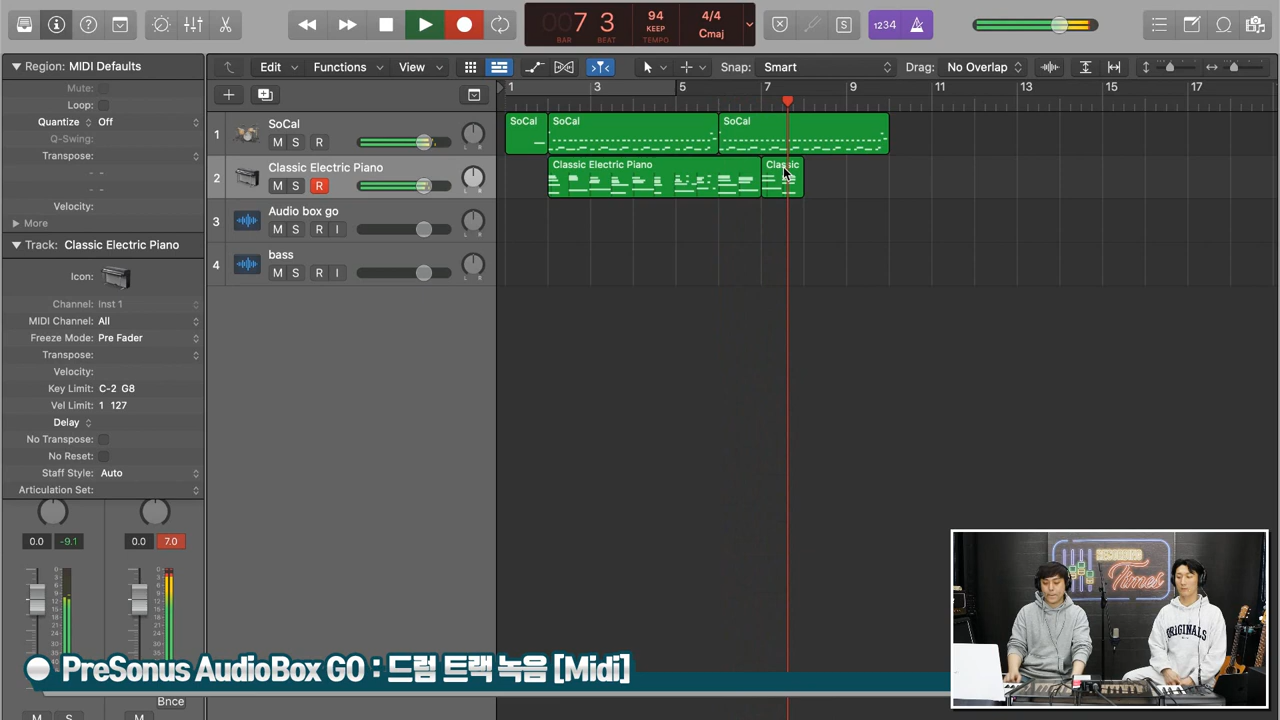 007 3
BAR BEAT
94
KEEP
TEMPO
4/4
Cmaj
S
1234
Region: MIDI Defaults
Mute:
Loop:
Quantize Off
Q-Swing:
Transpose:
Velocity:
More
Track: Classic Electric Piano
Icon:
Channel: Inst 1
MIDI Channel: All
Freeze Mode: Pre Fader
Transpose:
Velocity:
Key Limit: C-2 G8
Vel Limit: 1 127
Delay
No Transpose:
No Reset:
Staff Style: Auto
Articulation Set:
0.0 -9.1 0.0 7.0
Bnce
M S M
Edit Functions View Snap: Smart Drag: No Overlap
1 3 5 7 9 11 13 15 17
1 SoCal
M S R
2 Classic Electric Piano
M S R
3 Audio box go
M S R I
4 bass
M S R I
SoCal SoCal SoCal
Classic Electric Piano Classic
RECORDING
Times
ORIGINALS
PreSonus AudioBox GO : 드럼 트랙 녹음 [Midi]